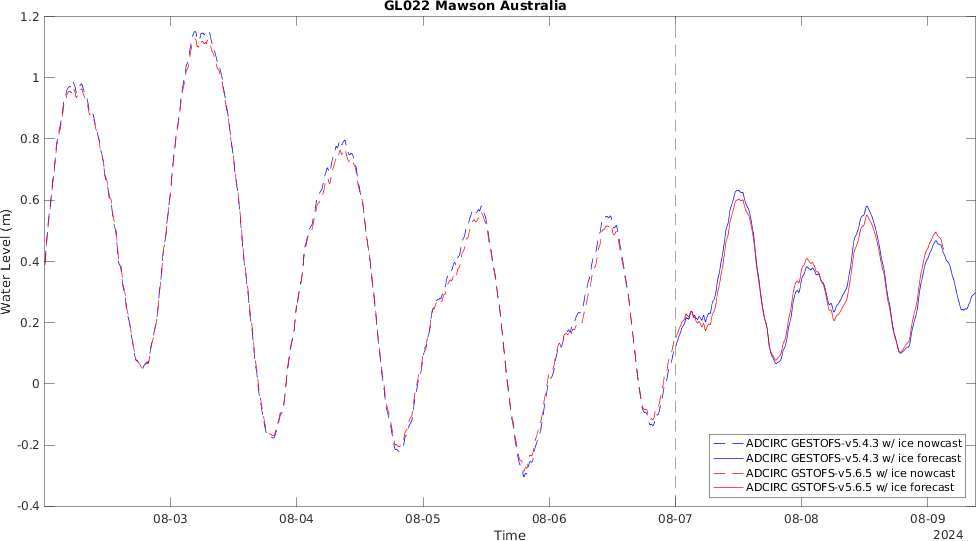 GL022 Mawson Australia
1.2
1
0.8
0.6
0.4
0.2
0
-0.2
-0.4
Water Level (m)
08-03
08-04
08-05
08-06
08-07
08-08
08-09
Time
2024
ADCIRC GESTOFS-v5.4.3 w/ ice nowcast
ADCIRC GESTOFS-v5.4.3 w/ ice forecast
ADCIRC GSTOFS-v5.6.5 w/ ice nowcast
ADCIRC GSTOFS-v5.6.5 w/ ice forecast